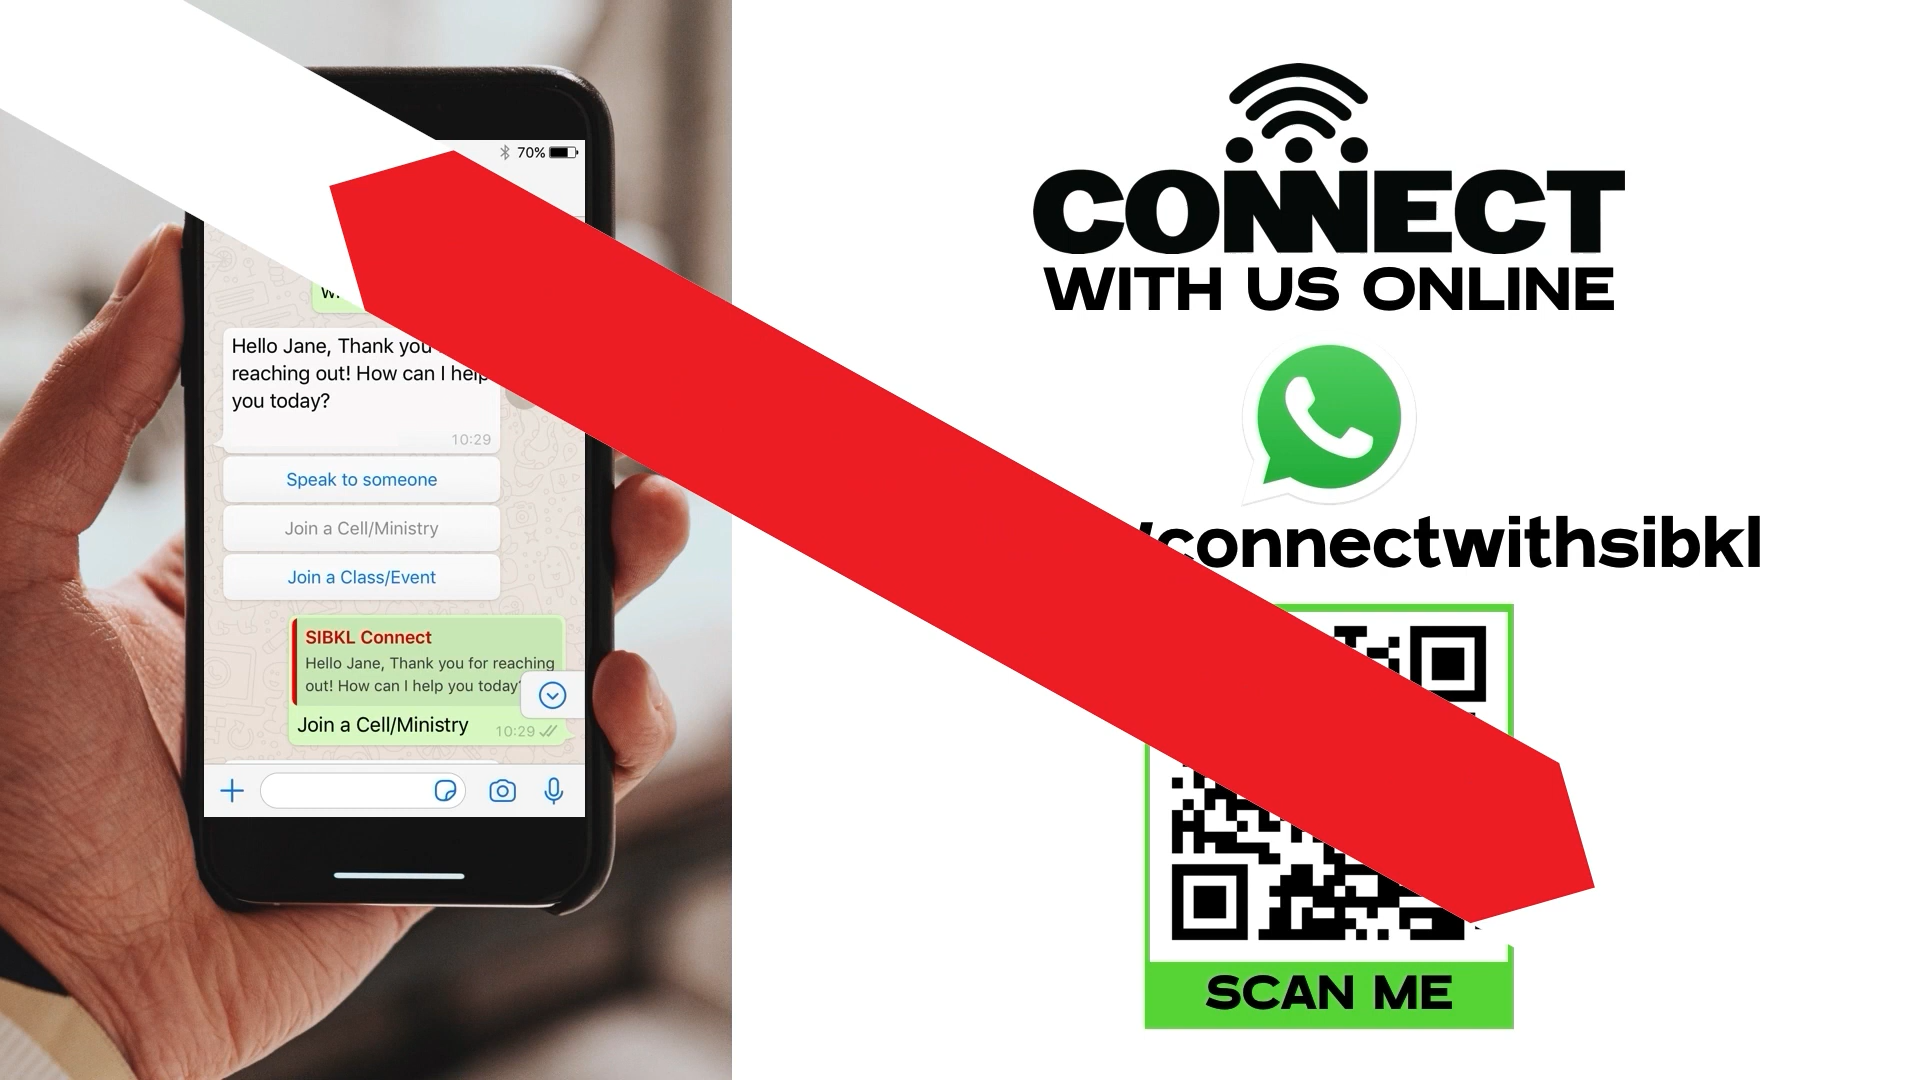 70%
Hello Jane, Thank you
reaching out! How can I help
you today?
10:29
Speak to someone
Join a Cell/Ministry
Join a Class/Event
SIBKL Connect
Hello Jane, Thank you for reaching
out! How can I help you today?
Join a Cell/Ministry
10:29
CONNECT
WITH US ONLINE
connectwithsibkl
SCAN ME